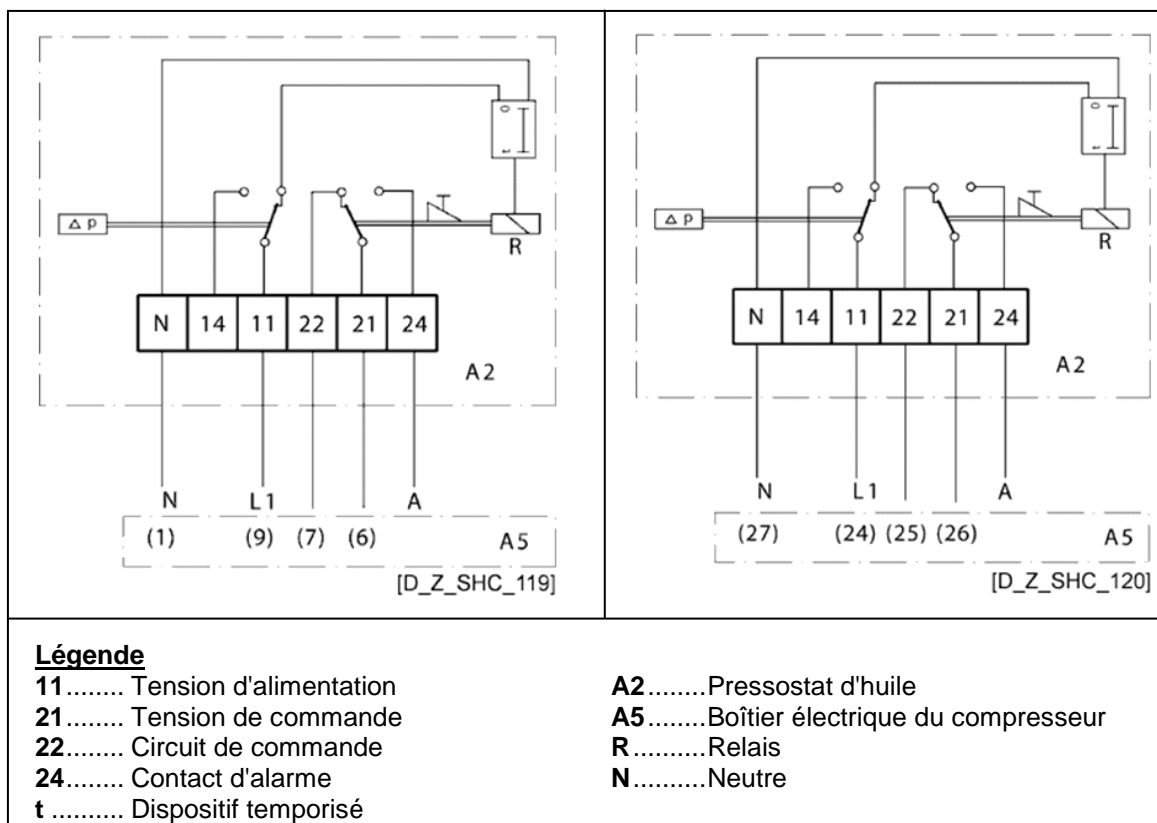 Δ p
0
t
R
N 14 11 22 21 24
A2
N L1 A
(1) (9) (7) (6) A5
[D_Z_SHC_119]
Δ p
0
t
R
N 14 11 22 21 24
A2
N L1 A
(27) (24) (25) (26) A5
[D_Z_SHC_120]
Légende
11........ Tension d'alimentation
21........ Tension de commande
22........ Circuit de commande
24........ Contact d'alarme
t .......... Dispositif temporisé
A2........Pressostat d'huile
A5........Boîtier électrique du compresseur
R..........Relais
N..........Neutre